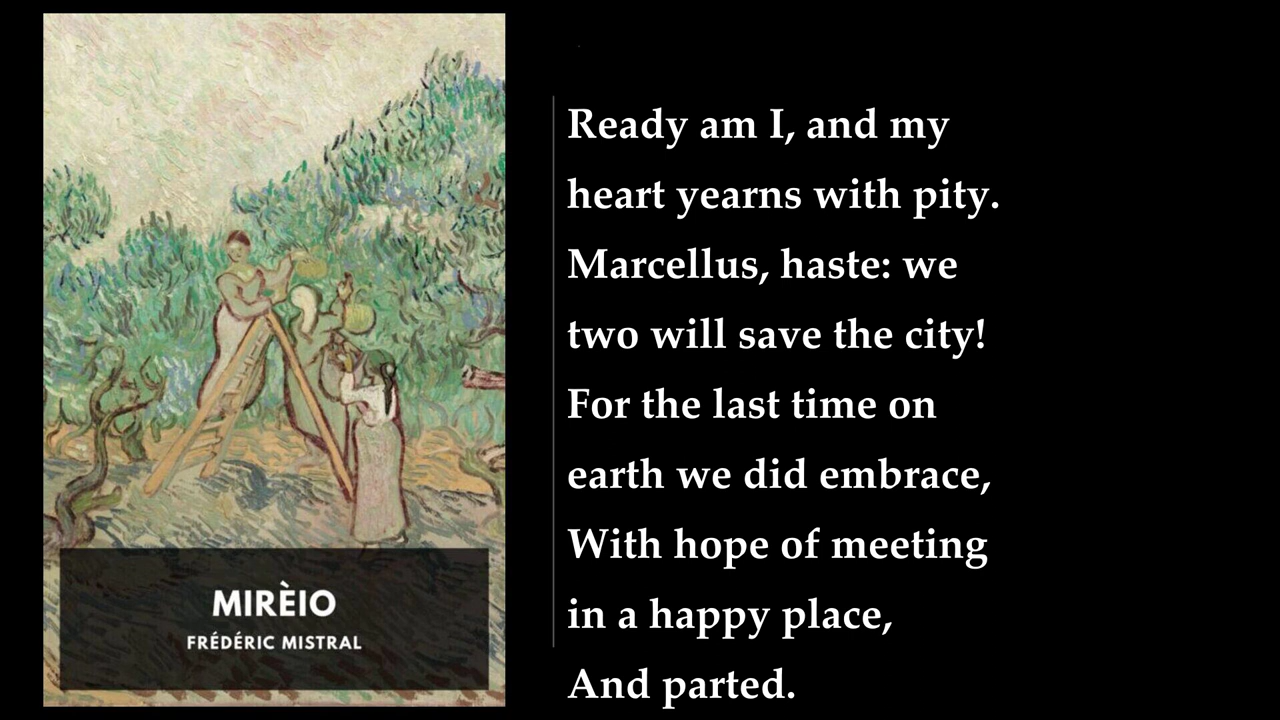 MIRÈIO
FRÉDÉRIC MISTRAL
Ready am I, and my
heart yearns with pity.
Marcellus, haste: we
two will save the city!
For the last time on
earth we did embrace,
With hope of meeting
in a happy place,
And parted.